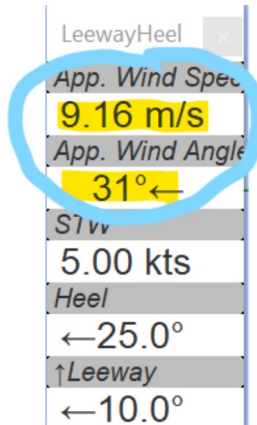 LeewayHeel ×
App. Wind Spee
9.16 m/s
App. Wind Angle
31°←
STW
5.00 kts
Heel
←25.0°
↑Leeway
←10.0°